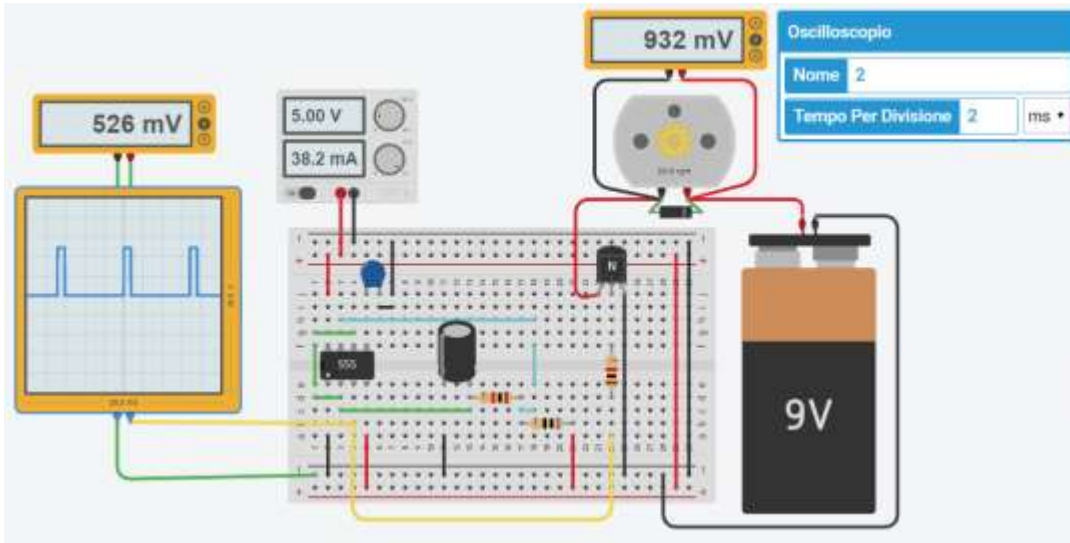 932 mV
Oscilloscopio
Nome 2
Tempo Per Divisione 2 ms
526 mV
5.00 V
38.2 mA
N
555
9V